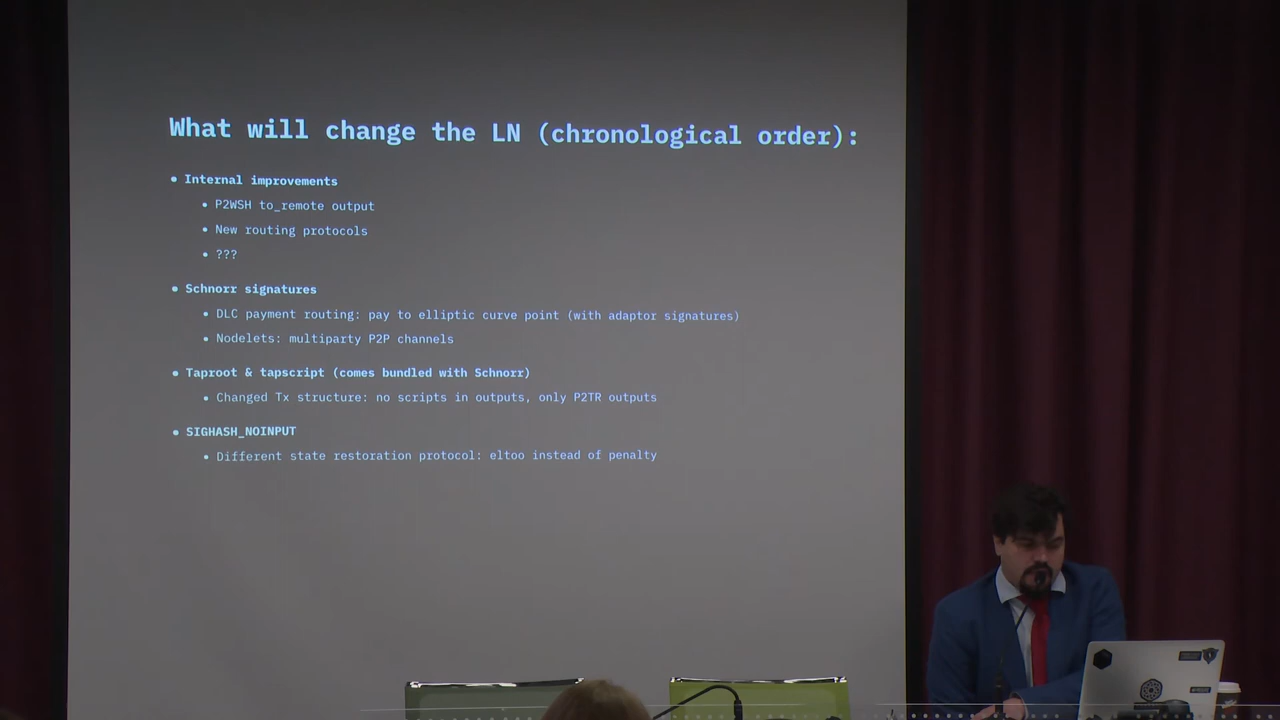 What will change the LN (chronological order):
• Internal improvements
• P2WSH to_remote output
• New routing protocols
• ???
• Schnorr signatures
• DLC payment routing: pay to elliptic curve point (with adaptor signatures)
• Nodelets: multiparty P2P channels
• Taproot & tapscript (comes bundled with Schnorr)
• Changed Tx structure: no scripts in outputs, only P2TR outputs
• SIGHASH_NOINPUT
• Different state restoration protocol: eltoo instead of penalty